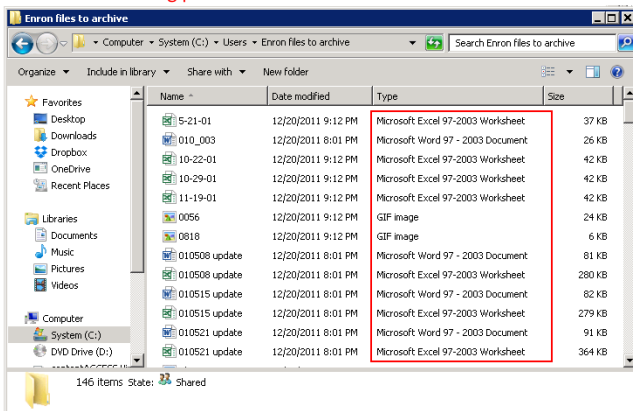 Enron files to archive
Computer System (C:) Users Enron files to archive Search Enron files to archive
Organize Include in library Share with New folder
Name Date modified Type Size
Favorites
Desktop
Downloads
Dropbox
OneDrive
Recent Places
Libraries
Documents
Music
Pictures
Videos
Computer
System (C:)
DVD Drive (D:)
5-21-01 12/20/2011 9:12 PM Microsoft Excel 97-2003 Worksheet 37 KB
010_003 12/20/2011 8:01 PM Microsoft Word 97 - 2003 Document 26 KB
10-22-01 12/20/2011 9:12 PM Microsoft Excel 97-2003 Worksheet 42 KB
10-29-01 12/20/2011 9:12 PM Microsoft Excel 97-2003 Worksheet 42 KB
11-19-01 12/20/2011 9:12 PM Microsoft Excel 97-2003 Worksheet 42 KB
0056 12/20/2011 9:12 PM GIF image 24 KB
0818 12/20/2011 9:12 PM GIF image 6 KB
010508 update 12/20/2011 8:01 PM Microsoft Word 97 - 2003 Document 81 KB
010508 update 12/20/2011 8:01 PM Microsoft Excel 97-2003 Worksheet 280 KB
010515 update 12/20/2011 8:01 PM Microsoft Word 97 - 2003 Document 82 KB
010515 update 12/20/2011 8:01 PM Microsoft Excel 97-2003 Worksheet 279 KB
010521 update 12/20/2011 8:01 PM Microsoft Word 97 - 2003 Document 91 KB
010521 update 12/20/2011 8:01 PM Microsoft Excel 97-2003 Worksheet 364 KB
146 items State: Shared